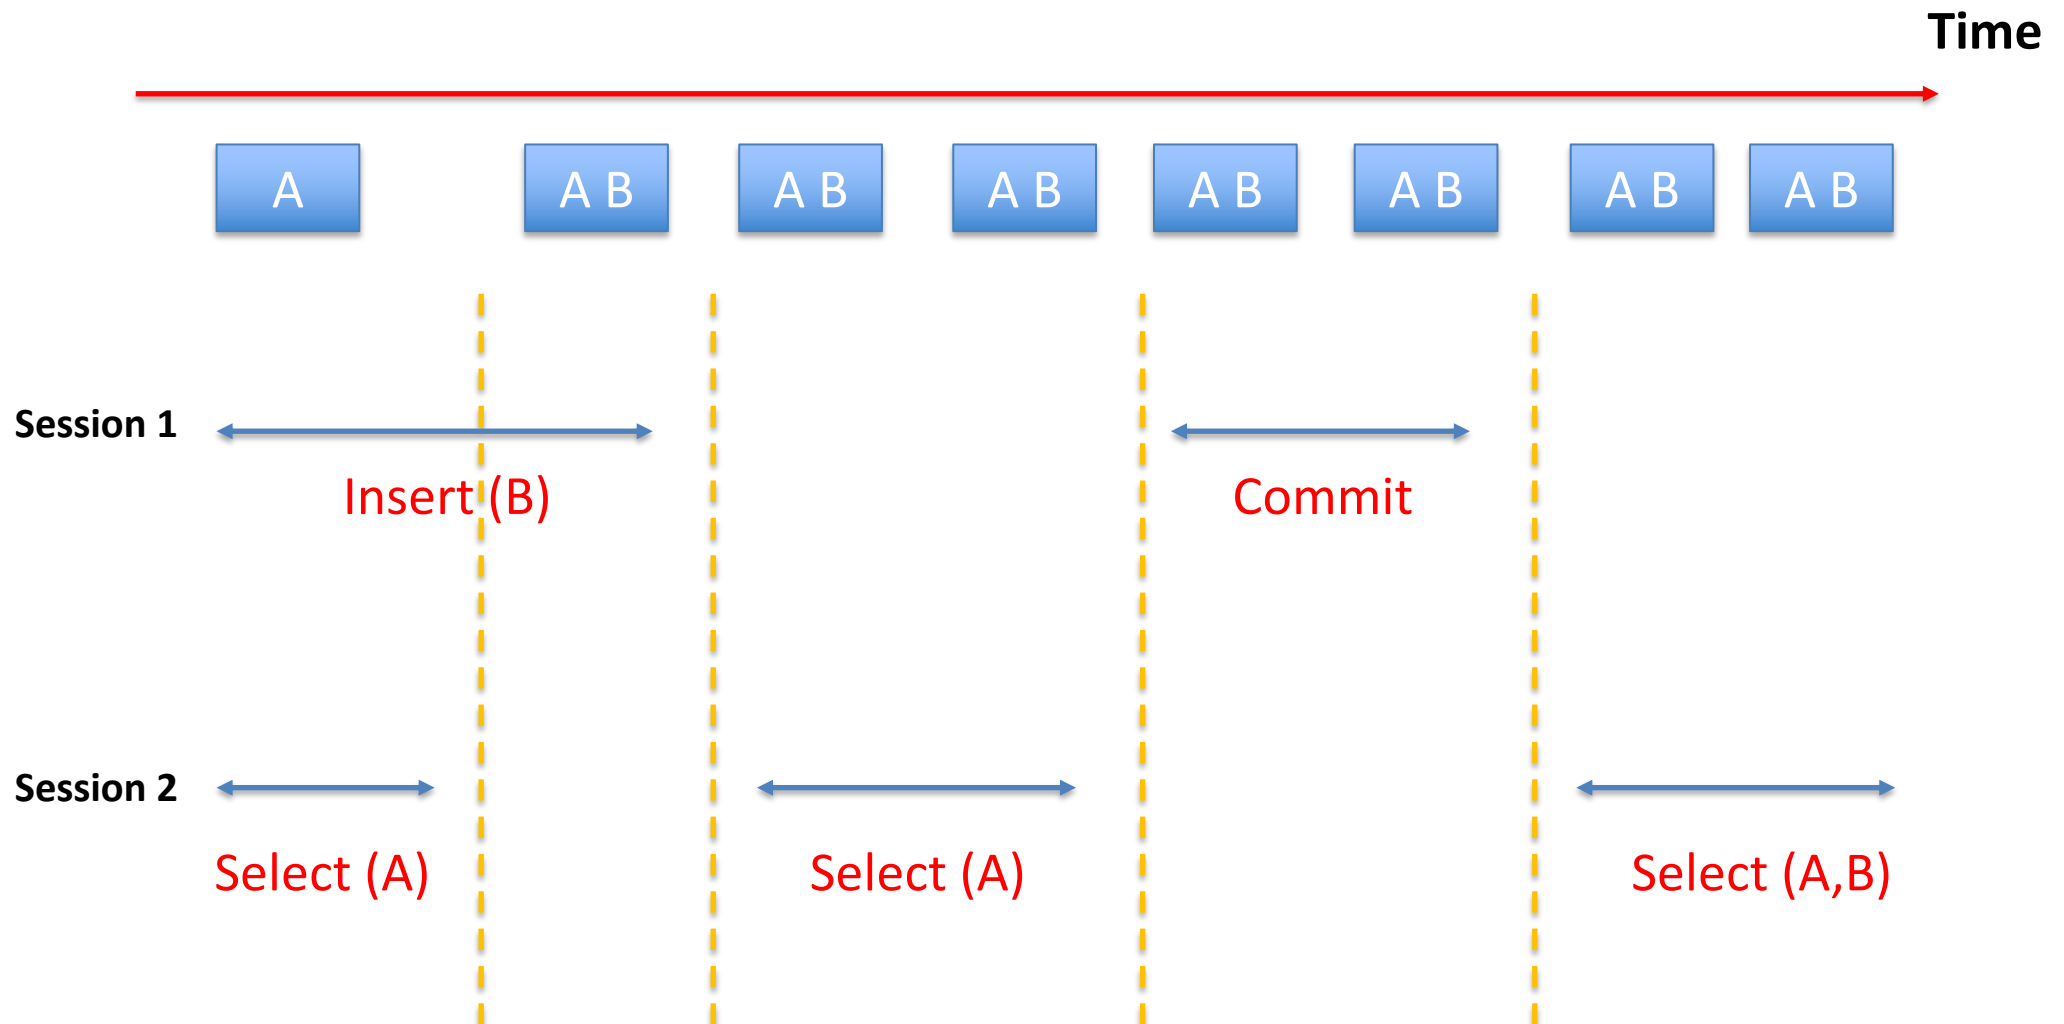 Time
A
A B
A B
A B
A B
A B
A B
A B
Session 1
Insert (B)
Commit
Session 2
Select (A)
Select (A)
Select (A,B)